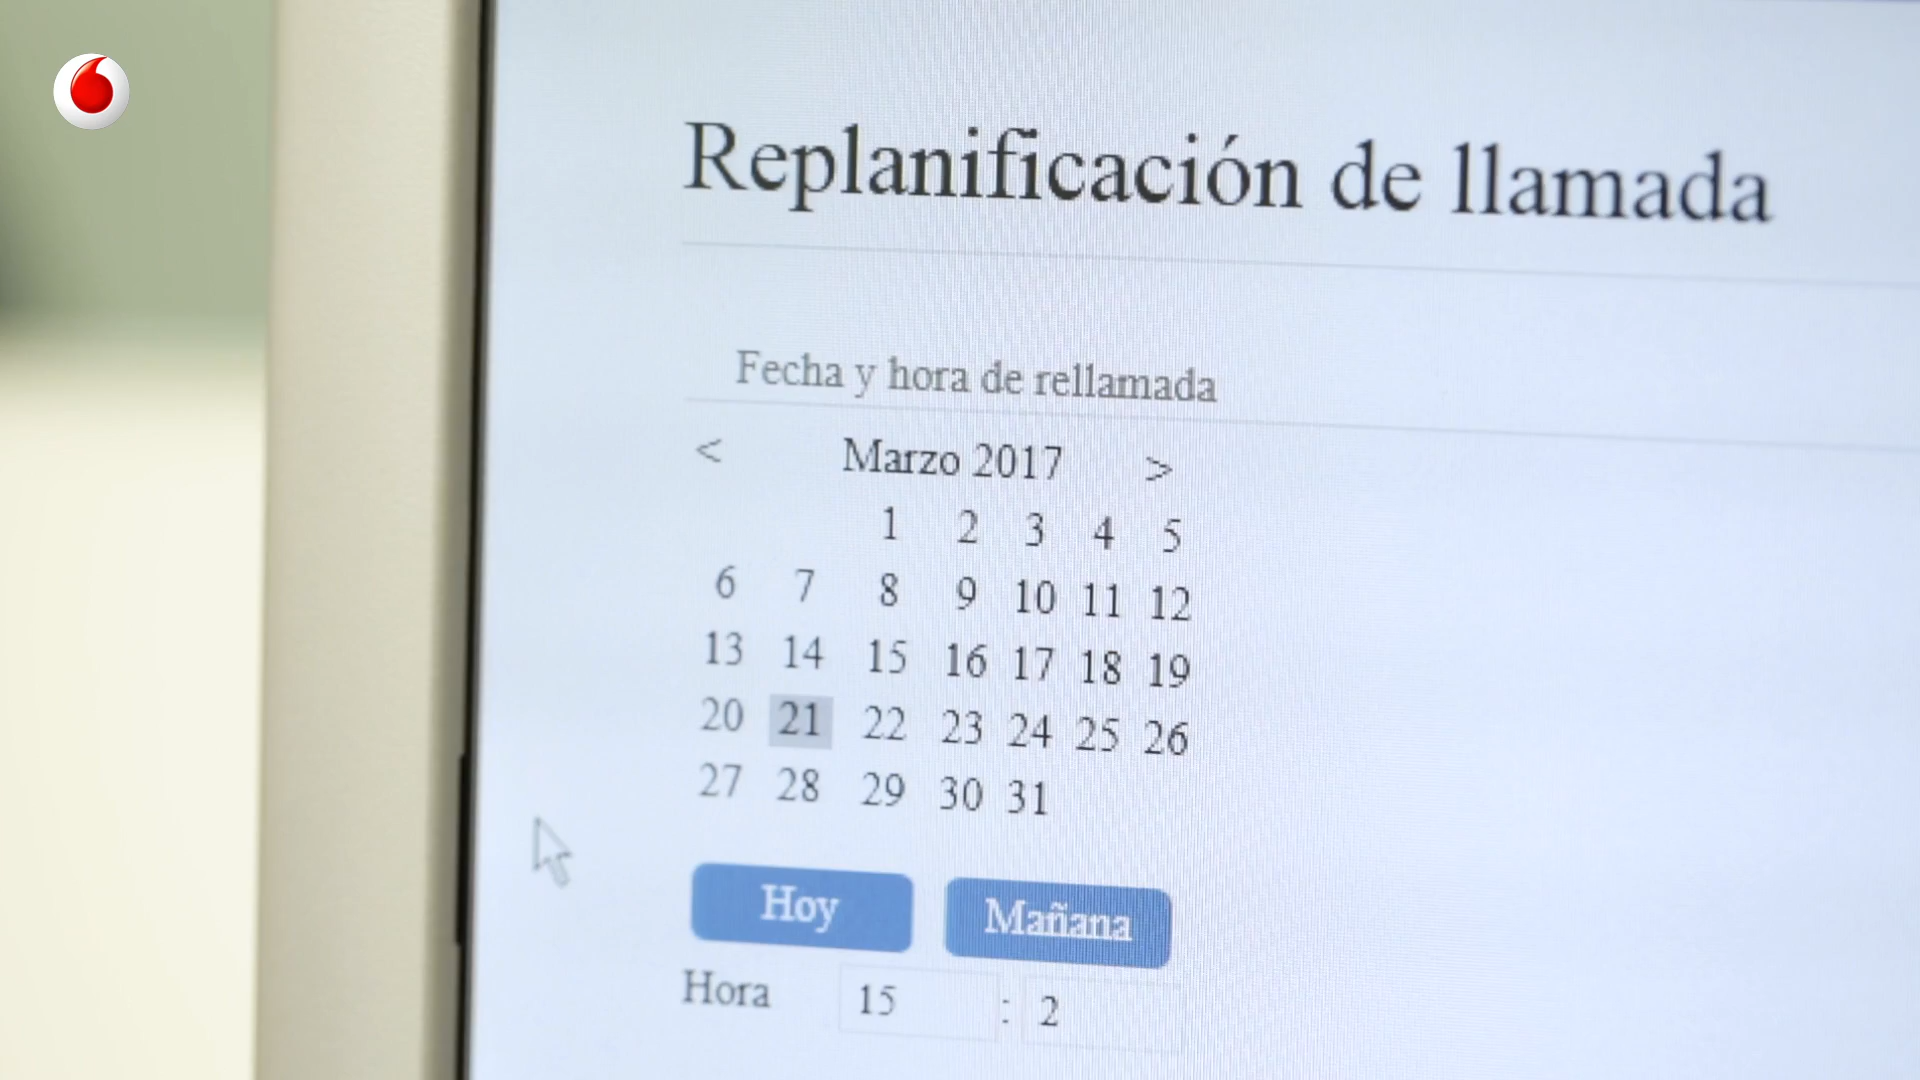 Replanificación de llamada
Fecha y hora de rellamada
< Marzo 2017 >
1 2 3 4 5
6 7 8 9 10 11 12
13 14 15 16 17 18 19
20 21 22 23 24 25 26
27 28 29 30 31
Hoy Mañana
Hora 15 : 2